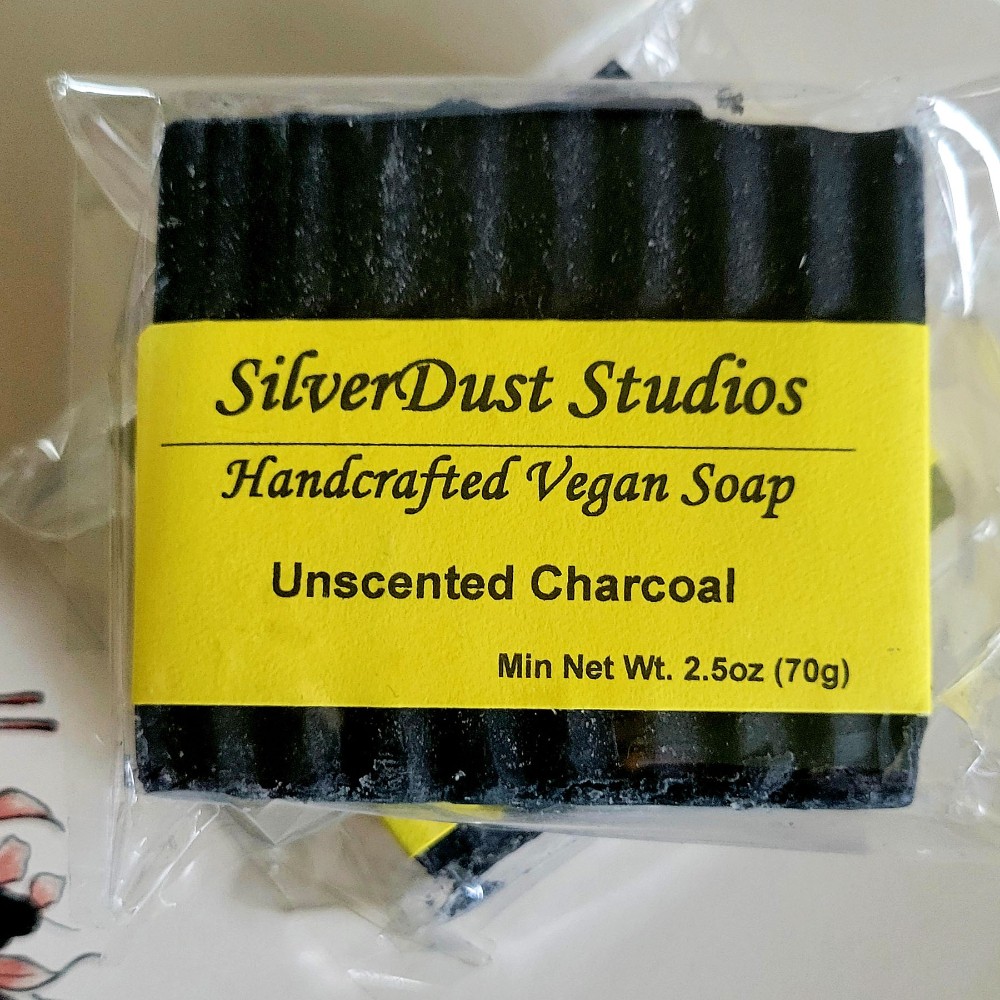 SilverDust Studios
Handcrafted Vegan Soap
Unscented Charcoal
Min Net Wt. 2.5oz (70g)